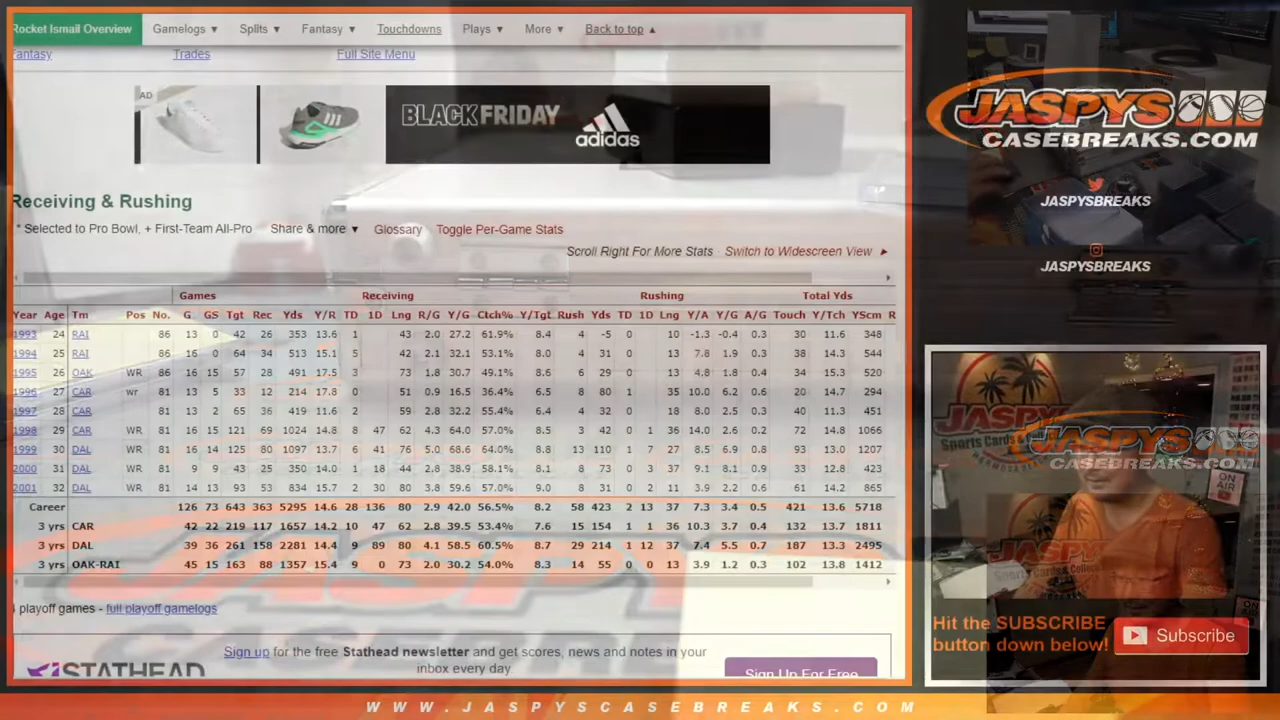 Rocket Ismail Overview Gamelogs ▼ Splits ▼ Fantasy ▼ Touchdowns Plays ▼ More ▼ Back to top ▲
Fantasy Trades Full Site Menu
AD
BLACK FRIDAY
adidas
Receiving & Rushing
* Selected to Pro Bowl, + First-Team All-Pro Share & more ▼ Glossary Toggle Per-Game Stats
Scroll Right For More Stats · Switch to Widescreen View ►
Games Receiving Rushing Total Yds
Year Age Tm Pos No. G GS Tgt Rec Yds Y/R TD 1D Lng R/G Y/G Ctch% Y/Tgt Rush Yds TD 1D Lng Y/A Y/G A/G Touch Y/Tch YScm R
1993 24 RAI 86 13 0 42 26 353 13.6 1 43 2.0 27.2 61.9% 8.4 4 -5 0 10 -1.3 -0.4 0.3 30 11.6 348
1994 25 RAI 86 16 0 64 34 513 15.1 5 42 2.1 32.1 53.1% 8.0 4 31 0 13 7.8 1.9 0.3 38 14.3 544
1995 26 OAK WR 86 16 15 57 28 491 17.5 3 73 1.8 30.7 49.1% 8.6 6 29 0 13 4.8 1.8 0.4 34 15.3 520
1996 27 CAR wr 81 13 5 33 12 214 17.8 0 51 0.9 16.5 36.4% 6.5 8 80 1 35 10.0 6.2 0.6 20 14.7 294
1997 28 CAR 81 13 2 65 36 419 11.6 2 59 2.8 32.2 55.4% 6.4 4 32 0 18 8.0 2.5 0.3 40 11.3 451
1998 29 CAR WR 81 16 15 121 69 1024 14.8 8 47 62 4.3 64.0 57.0% 8.5 3 42 0 1 36 14.0 2.6 0.2 72 14.8 1066
1999 30 DAL WR 81 16 14 125 80 1097 13.7 6 41 76 5.0 68.6 64.0% 8.8 13 110 1 7 27 8.5 6.9 0.8 93 13.0 1207
2000 31 DAL WR 81 9 9 43 25 350 14.0 1 18 44 2.8 38.9 58.1% 8.1 8 73 0 3 37 9.1 8.1 0.9 33 12.8 423
2001 32 DAL WR 81 14 13 93 53 834 15.7 2 30 80 3.8 59.6 57.0% 9.0 8 31 0 2 11 3.9 2.2 0.6 61 14.2 865
Career 126 73 643 363 5295 14.6 28 136 80 2.9 42.0 56.5% 8.2 58 423 2 13 37 7.3 3.4 0.5 421 13.6 5718
3 yrs CAR 42 22 219 117 1657 14.2 10 47 62 2.8 39.5 53.4% 7.6 15 154 1 1 36 10.3 3.7 0.4 132 13.7 1811
3 yrs DAL 39 36 261 158 2281 14.4 9 89 80 4.1 58.5 60.5% 8.7 29 214 1 12 37 7.4 5.5 0.7 187 13.3 2495
3 yrs OAK-RAI 45 15 163 88 1357 15.4 9 0 73 2.0 30.2 54.0% 8.3 14 55 0 0 13 3.9 1.2 0.3 102 13.8 1412
playoff games - full playoff gamelogs
Sign up for the free Stathead newsletter and get scores, news and notes in your
inbox every day
STATHEAD
Sign Up For Free
JASPYS
CASEBREAKS.COM
JASPYSBREAKS
JASPYSBREAKS
JASPYS
CASEBREAKS.COM
ON AIR
Hit the SUBSCRIBE
button down below!
Subscribe
WWW.JASPYSCASEBREAKS.COM